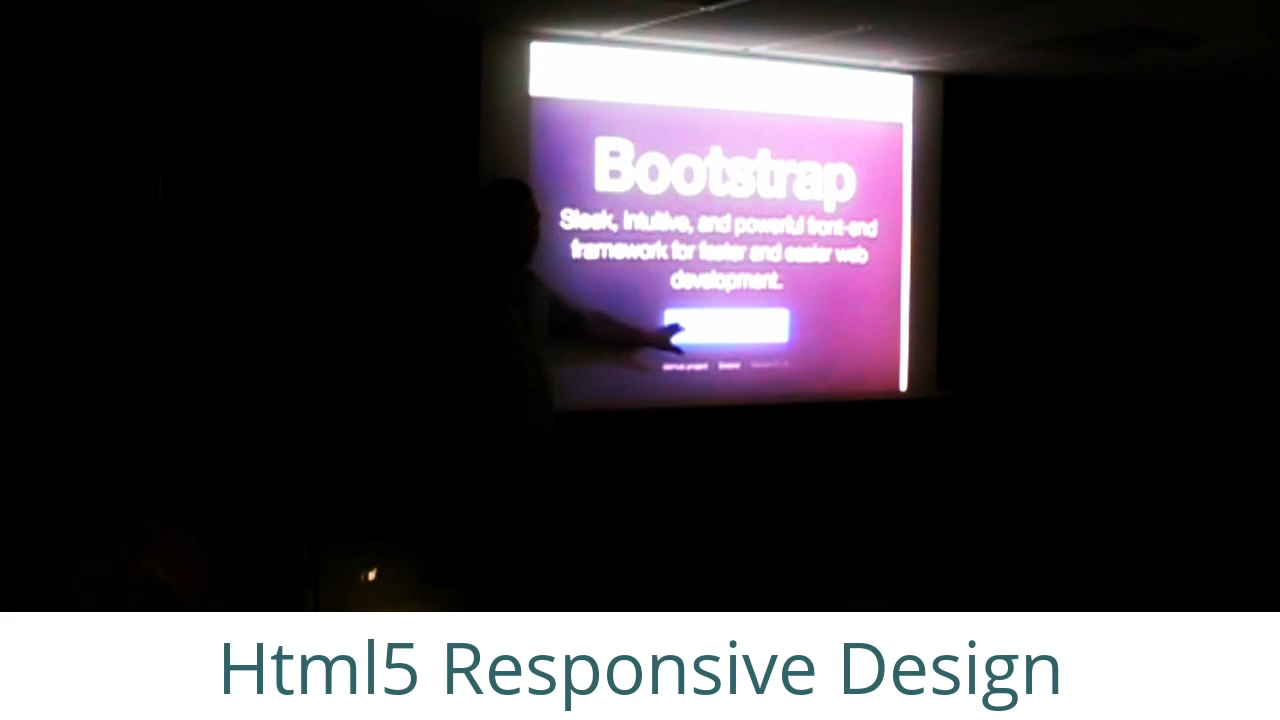 Bootstrap
Sleek, intuitive, and powerful front-end
framework for faster and easier web
development.
Html5 Responsive Design